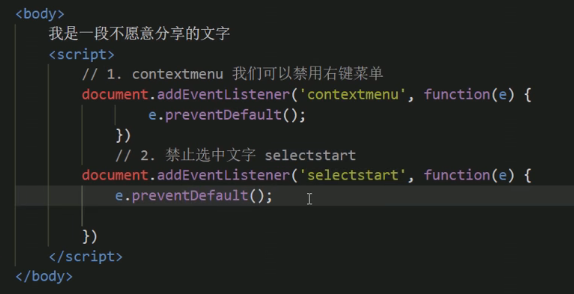 <body>
我是一段不愿意分享的文字
<script>
// 1. contextmenu 我们可以禁用右键菜单
document.addEventListener('contextmenu', function(e) {
e.preventDefault();
})
// 2. 禁止选中文字 selectstart
document.addEventListener('selectstart', function(e) {
e.preventDefault();
})
</script>
</body>